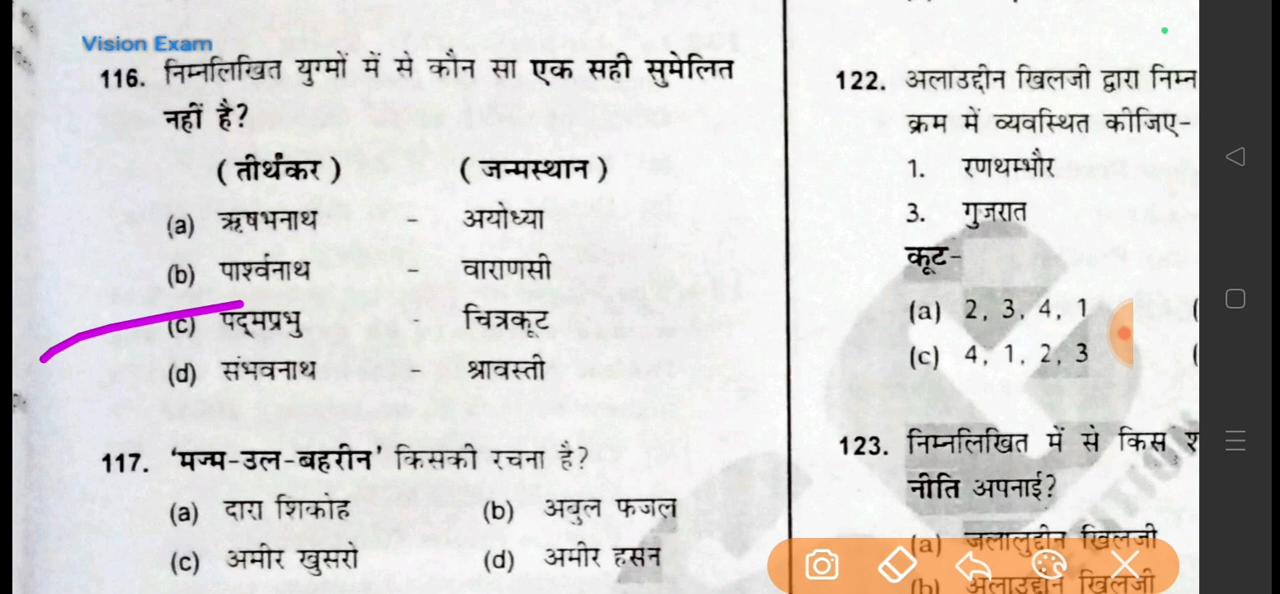 Vision Exam
116. निम्नलिखित युग्मों में से कौन सा एक सही सुमेलित
नहीं है?
(तीर्थंकर) (जन्मस्थान)
(a) ऋषभनाथ - अयोध्या
(b) पार्श्वनाथ - वाराणसी
(c) पद्मप्रभु - चित्रकूट
(d) संभवनाथ - श्रावस्ती
117. 'मज्म-उल-बहरीन' किसकी रचना है?
(a) दारा शिकोह (b) अबुल फजल
(c) अमीर खुसरो (d) अमीर हसन
122. अलाउद्दीन खिलजी द्वारा निम्न
क्रम में व्यवस्थित कीजिए-
1. रणथम्भौर
3. गुजरात
कूट-
(a) 2, 3, 4, 1
(c) 4, 1, 2, 3
123. निम्नलिखित में से किस
नीति अपनाई?
(a) जलालुद्दीन खिलजी
(b) अलाउद्दीन खिलजी